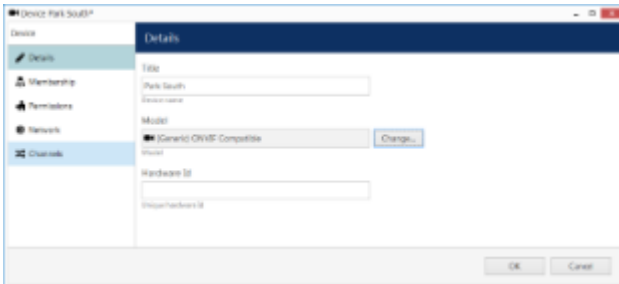 Device Park South*
Device
Details
Details
Membership
Permissions
Network
Channels
Title
Park South
Device name
Model
(Generic) ONVIF Compatible
Change...
Model
Hardware Id
Unique hardware Id
OK
Cancel